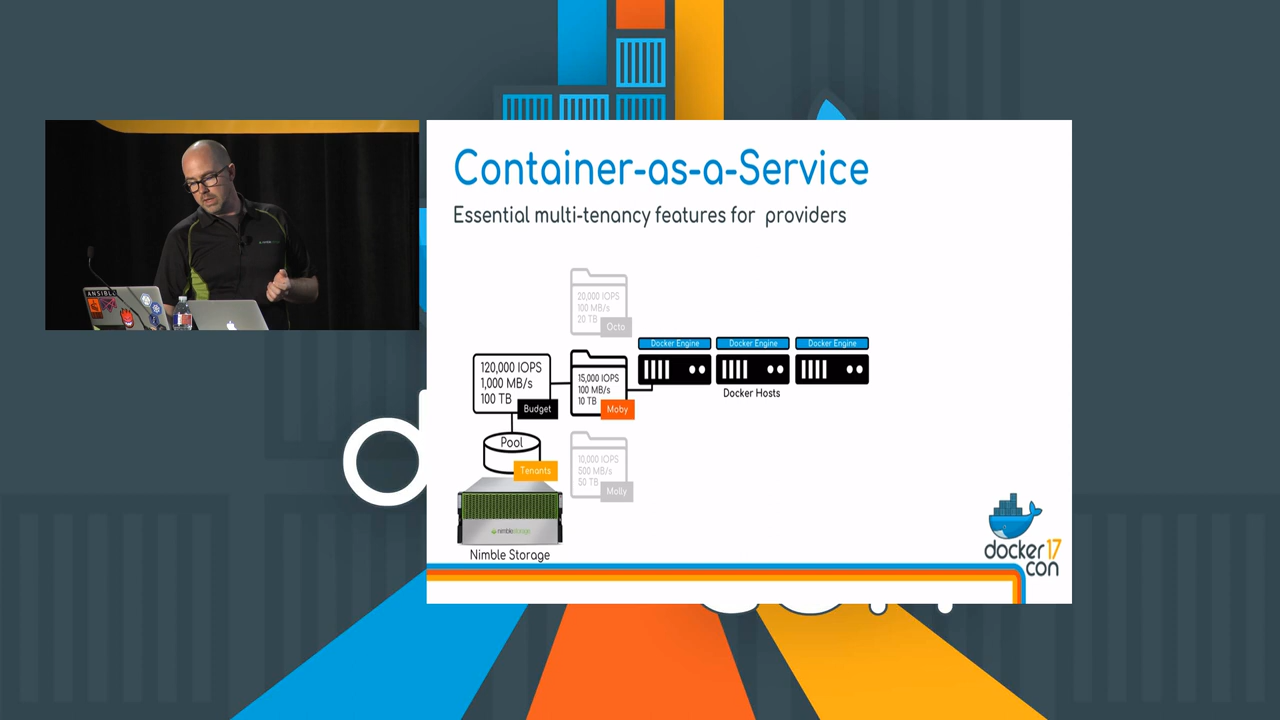 Container-as-a-Service
Essential multi-tenancy features for providers
20,000 IOPS
100 MB/s
20 TB
Octo
Docker Engine
Docker Engine
Docker Engine
Docker Hosts
120,000 IOPS
1,000 MB/s
100 TB
Budget
15,000 IOPS
100 MB/s
10 TB
Moby
Pool
Tenants
10,000 IOPS
500 MB/s
50 TB
Molly
nimblestorage
Nimble Storage
docker 17
con
ANSIBLE